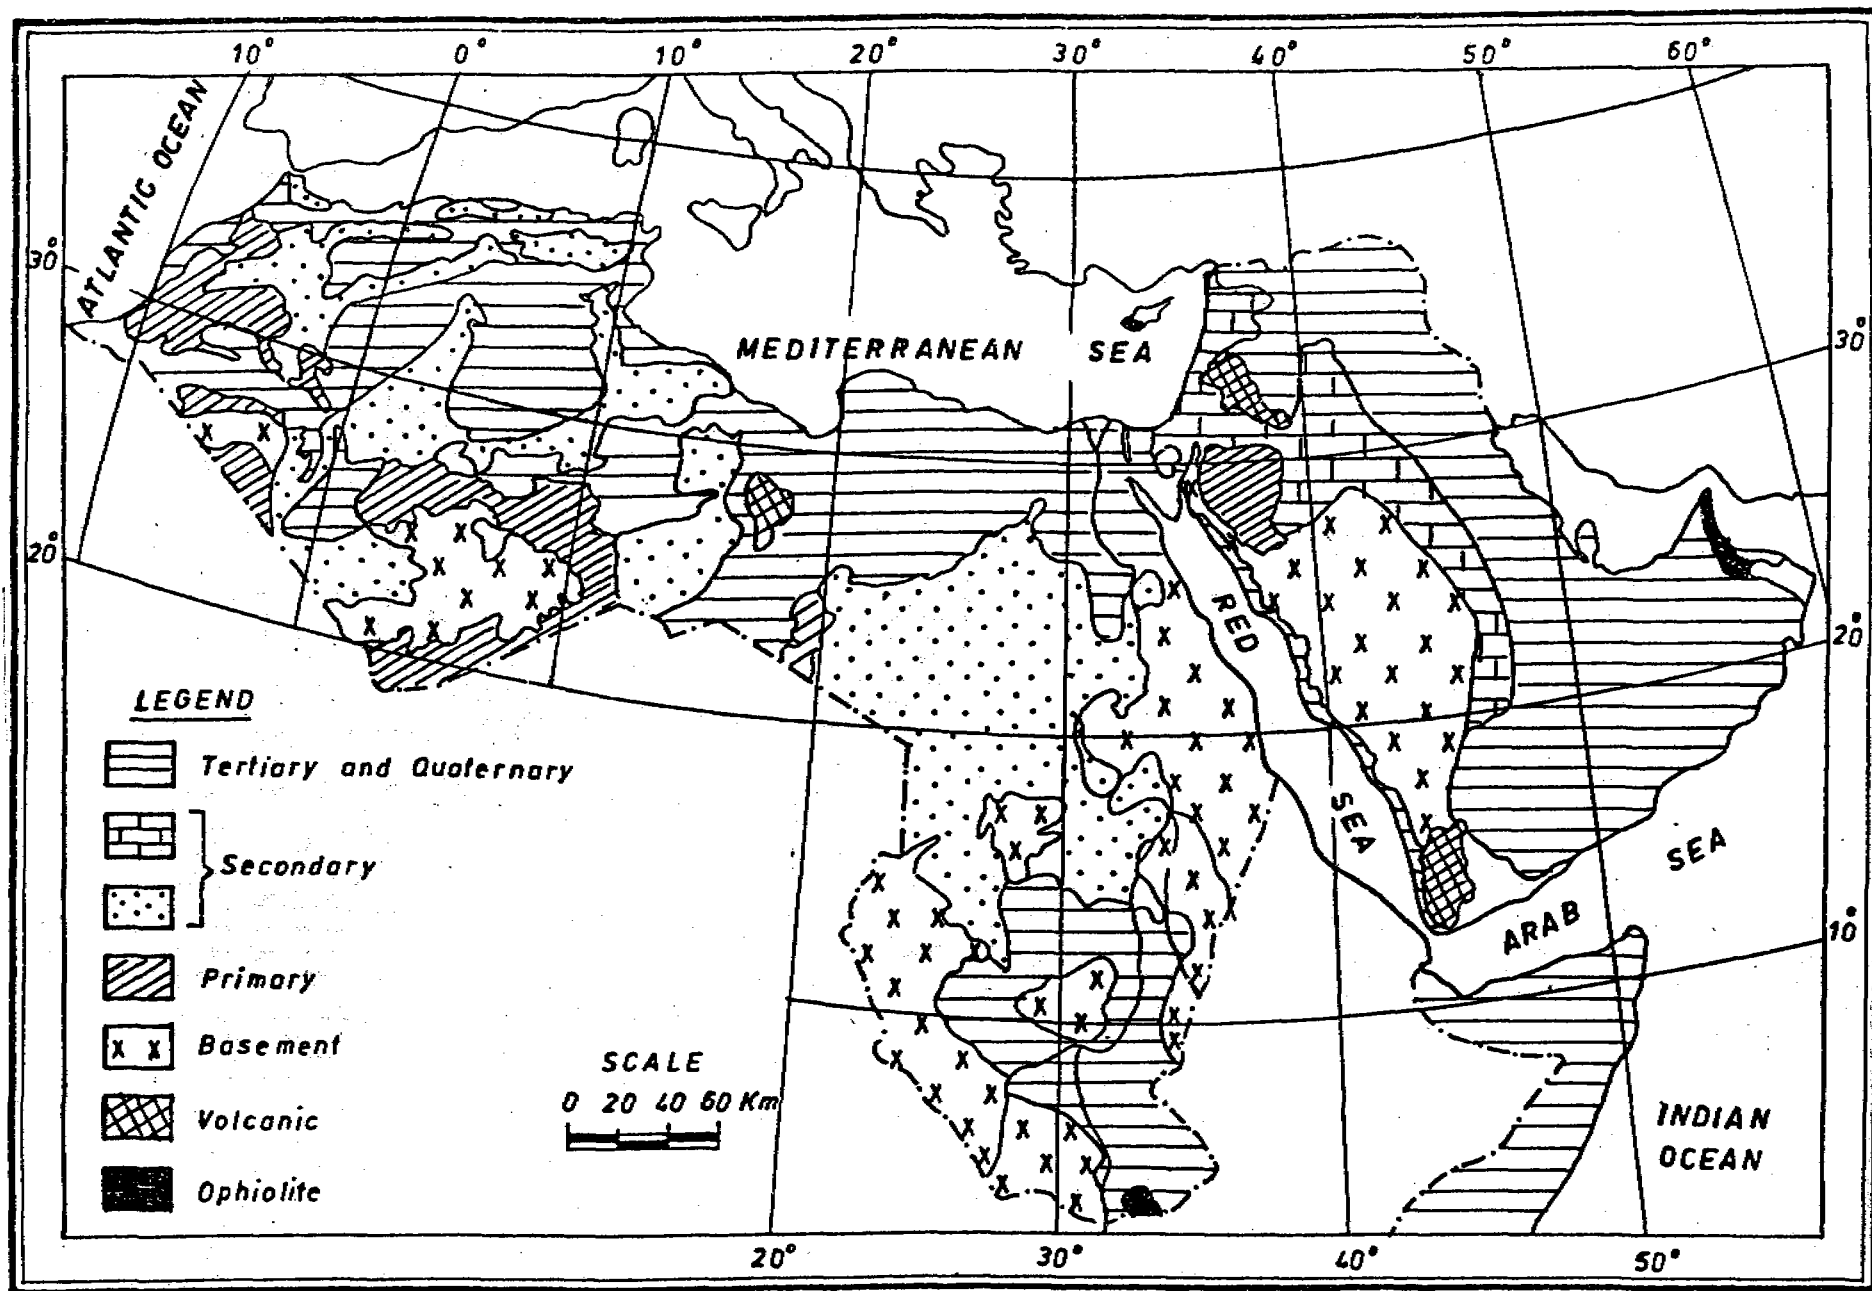 10° 0° 10° 20° 30° 40° 50° 60°
ATLANTIC OCEAN
30°
30°
MEDITERRANEAN SEA
20°
20°
RED SEA
LEGEND
Tertiary and Quaternary
Secondary
Primary
Basement
Volcanic
Ophiolite
SCALE
0 20 40 60 Km
ARAB SEA
10°
INDIAN
OCEAN
20° 30° 40° 50°